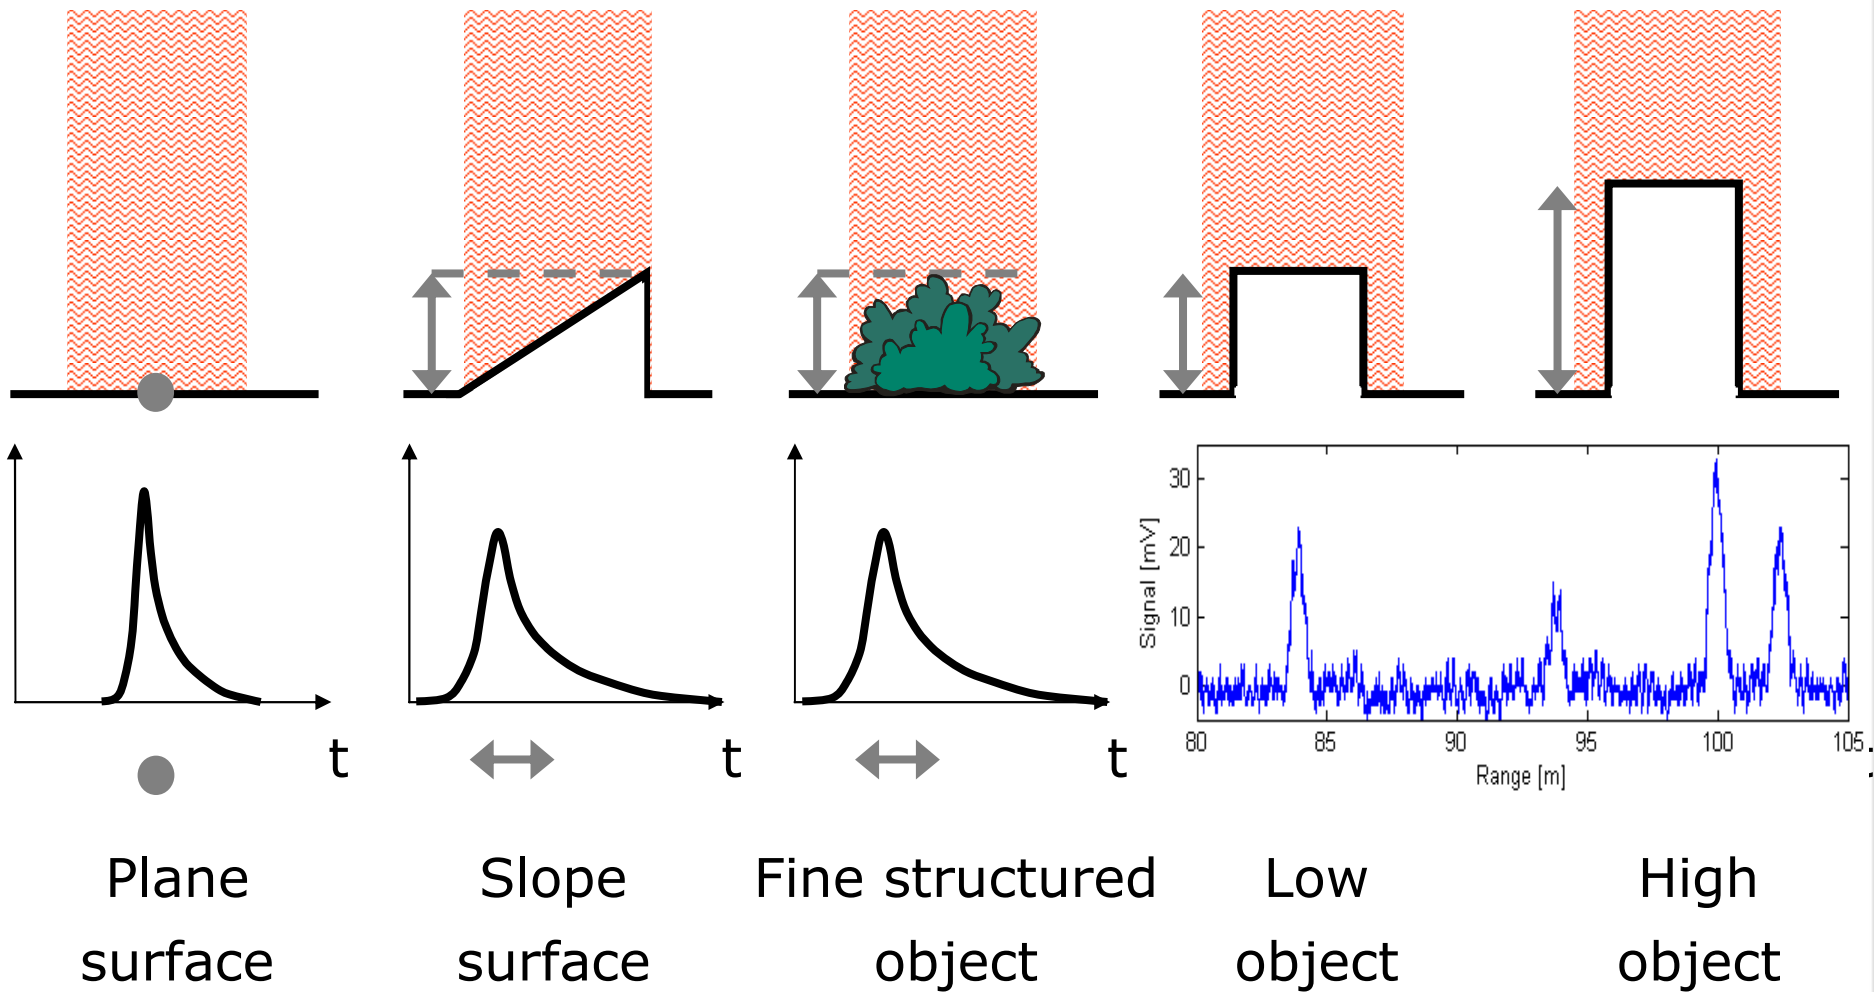 30
20
10
0
Signal [mV]
80 85 90 95 100 105
Range [m]
t t t
Plane Slope Fine structured Low High
surface surface object object object